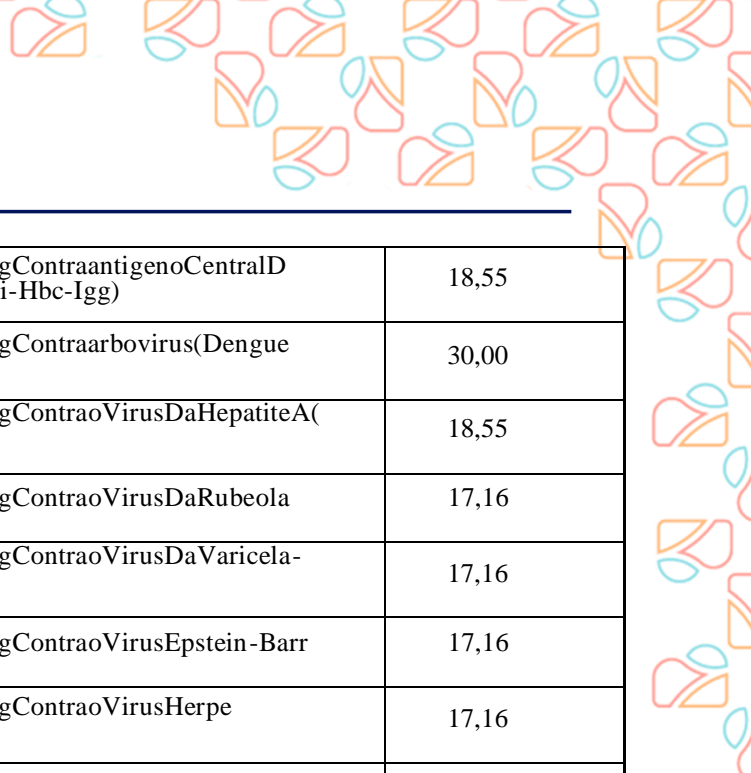 gContraantigenoCentralD
i-Hbc-Igg)
18,55
gContraarbovirus(Dengue
30,00
gContraoVirusDaHepatiteA(
18,55
gContraoVirusDaRubeola
17,16
gContraoVirusDaVaricela-
17,16
gContraoVirusEpstein-Barr
17,16
gContraoVirusHerpe
17,16